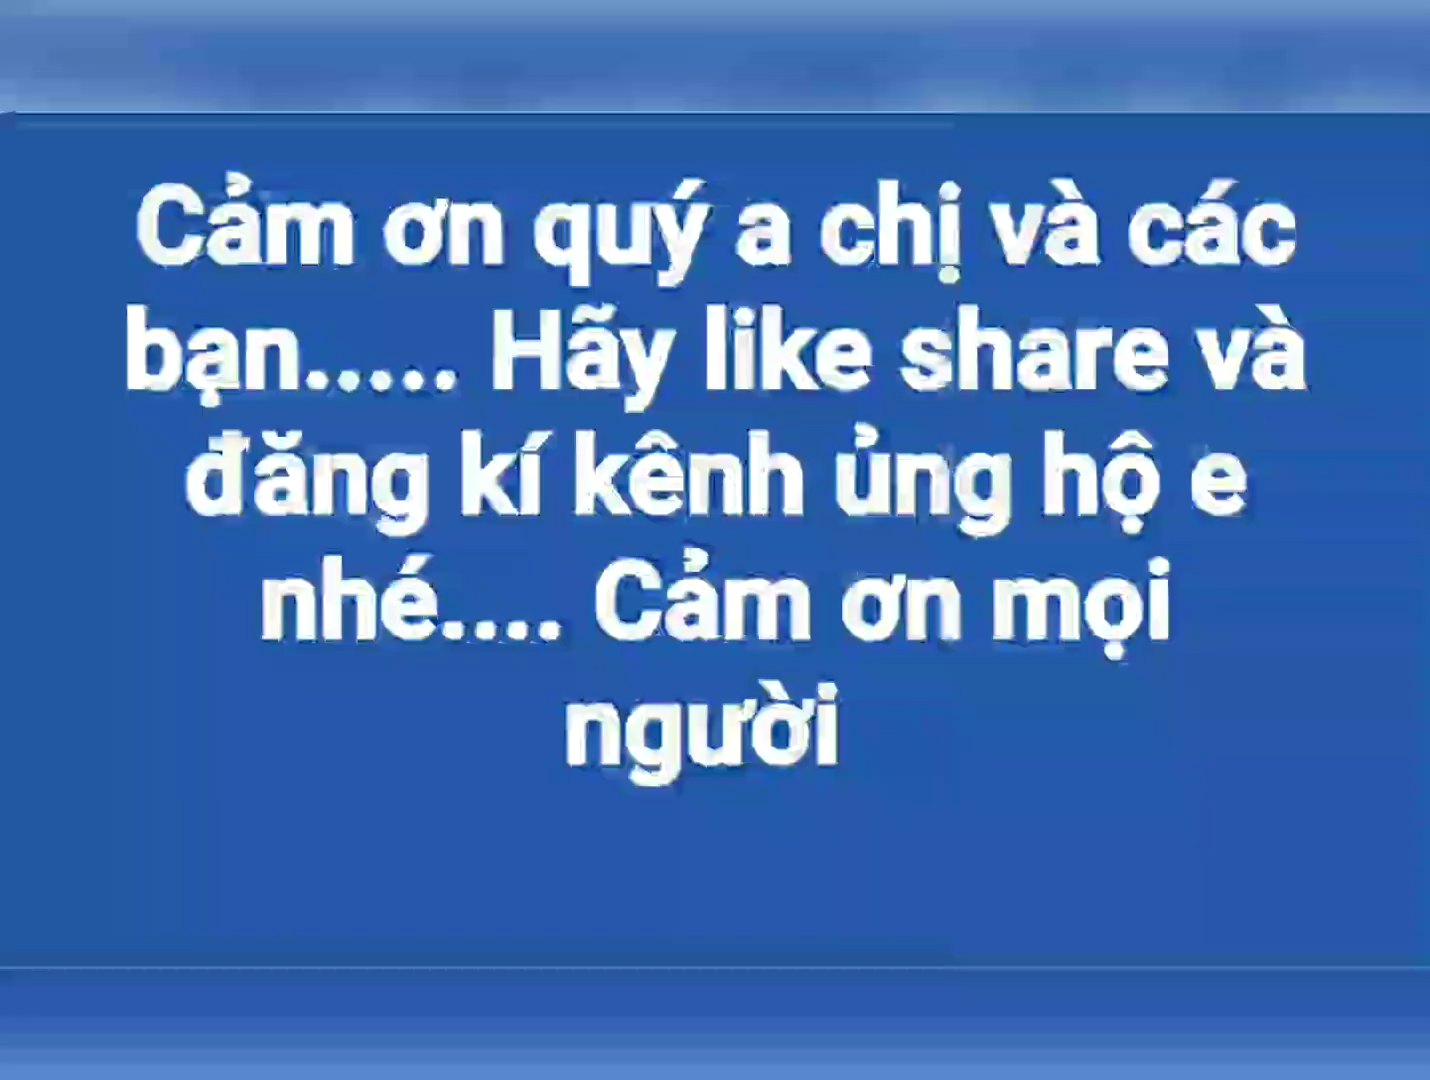 Cảm ơn quý a chị và các
bạn..... Hãy like share và
đăng kí kênh ủng hộ e
nhé.... Cảm ơn mọi
người